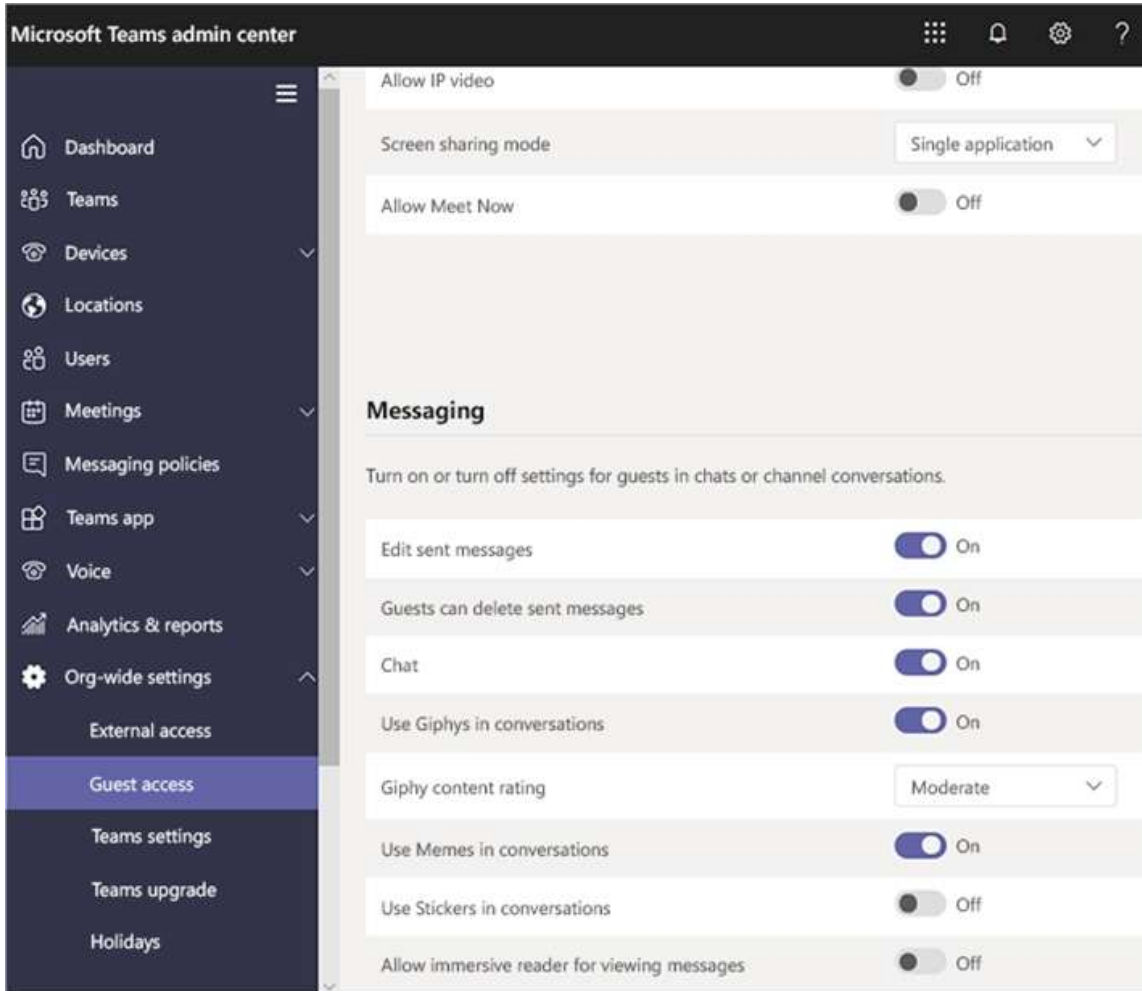 Microsoft Teams admin center
?
Dashboard
Teams
Devices
Locations
Users
Meetings
Messaging policies
Teams app
Voice
Analytics & reports
Org-wide settings
External access
Guest access
Teams settings
Teams upgrade
Holidays
Allow IP video Off
Screen sharing mode Single application
Allow Meet Now Off
Messaging
Turn on or turn off settings for guests in chats or channel conversations.
Edit sent messages On
Guests can delete sent messages On
Chat On
Use Giphys in conversations On
Giphy content rating Moderate
Use Memes in conversations On
Use Stickers in conversations Off
Allow immersive reader for viewing messages Off